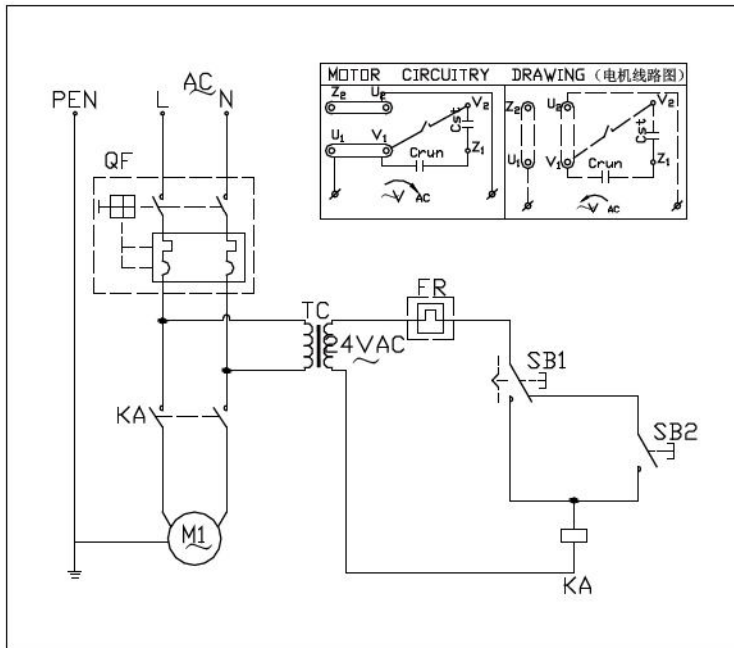 MOTOR CIRCUITRY DRAWING (电机线路图)
Z2 U2 V2
Cst
U1 V1 Z1
Crun
V AC
Z2 U2 V2
Cst
U1 V1 Z1
Crun
V AC
AC
PEN L N
QF
TC FR
4VAC
SB1
KA
SB2
M1
KA